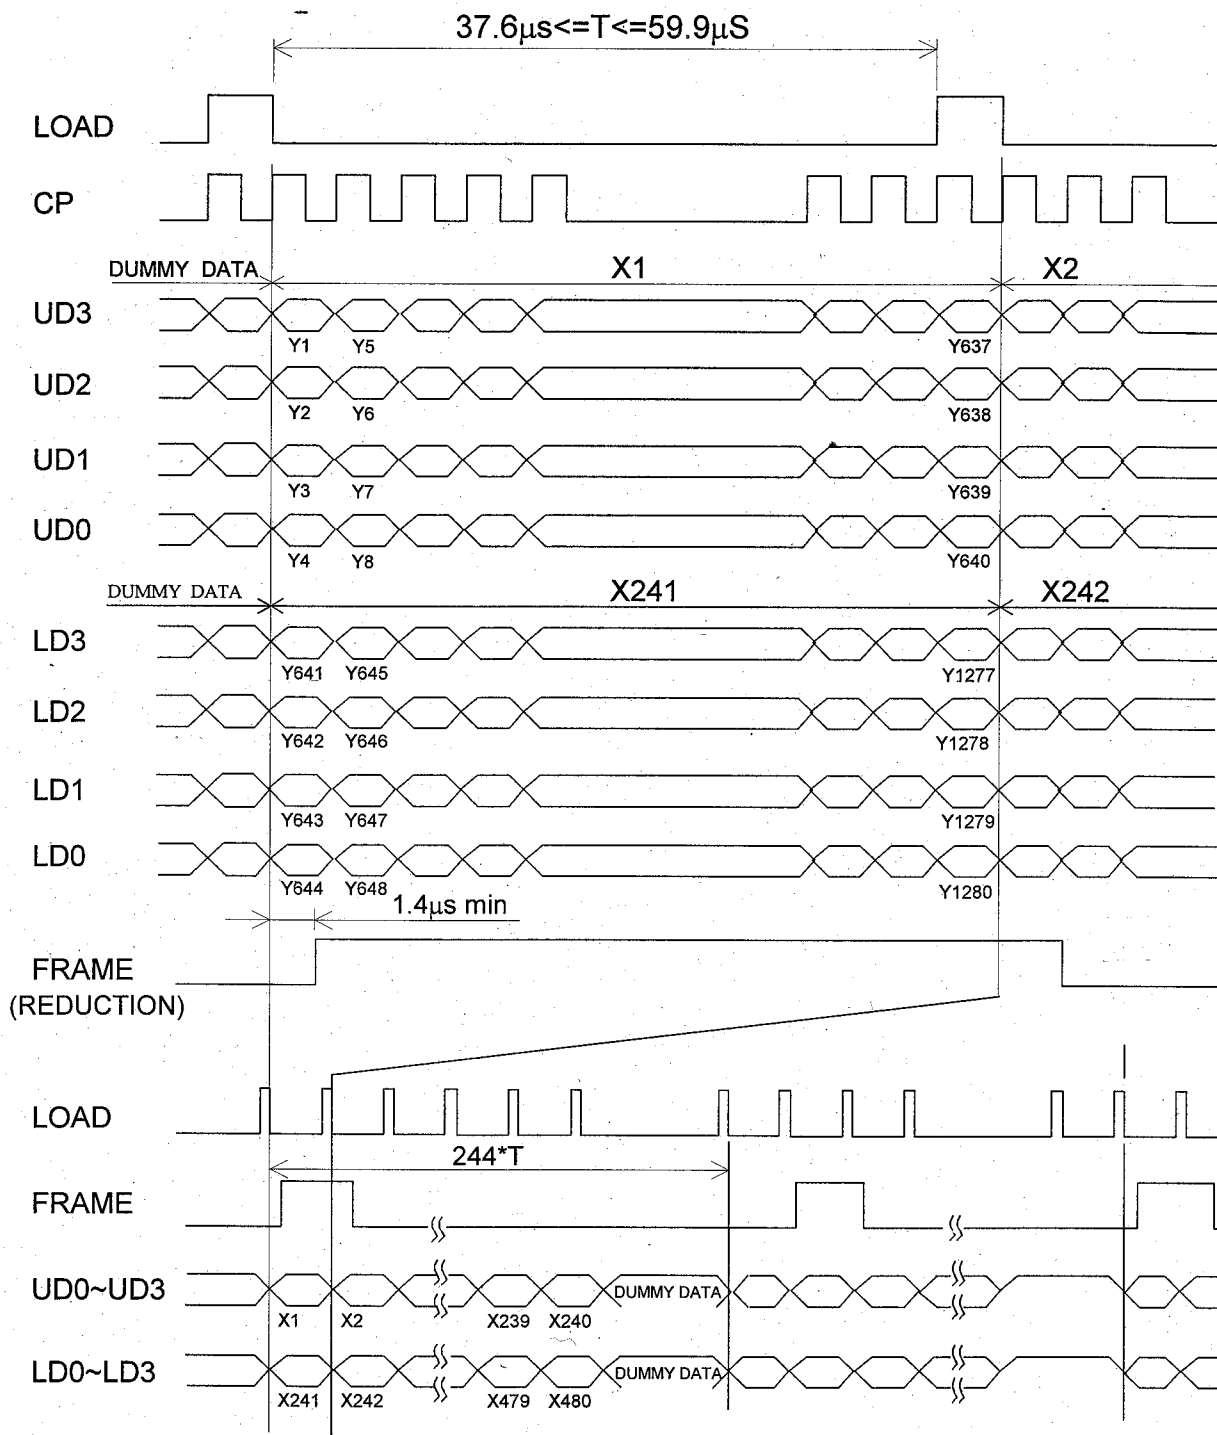 37.6µs<=T<=59.9µS
LOAD
CP
DUMMY DATA X1 X2
UD3
Y1 Y5 Y637
UD2
Y2 Y6 Y638
UD1
Y3 Y7 Y639
UD0
Y4 Y8 Y640
DUMMY DATA X241 X242
LD3
Y641 Y645 Y1277
LD2
Y642 Y646 Y1278
LD1
Y643 Y647 Y1279
LD0
Y644 Y648 Y1280
1.4µs min
FRAME
(REDUCTION)
LOAD
244*T
FRAME
UD0~UD3 DUMMY DATA
X1 X2 X239 X240
LD0~LD3 DUMMY DATA
X241 X242 X479 X480